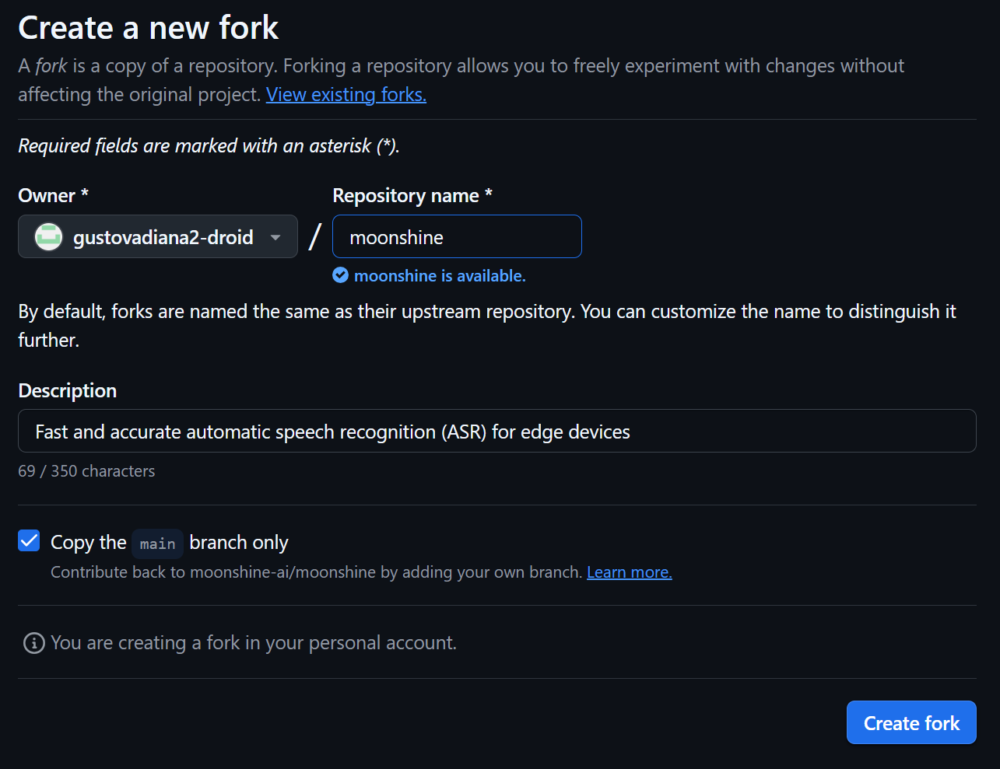 Create a new fork
A fork is a copy of a repository. Forking a repository allows you to freely experiment with changes without
affecting the original project. View existing forks.
Required fields are marked with an asterisk (*).
Owner *
Repository name *
gustovadiana2-droid
/
moonshine
moonshine is available.
By default, forks are named the same as their upstream repository. You can customize the name to distinguish it
further.
Description
Fast and accurate automatic speech recognition (ASR) for edge devices
69 / 350 characters
Copy the main branch only
Contribute back to moonshine-ai/moonshine by adding your own branch. Learn more.
You are creating a fork in your personal account.
Create fork